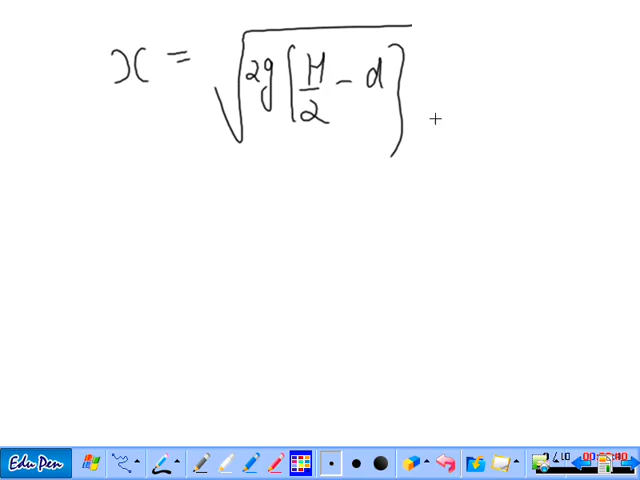 x = √2g(H/2 - d)
Edu Pen